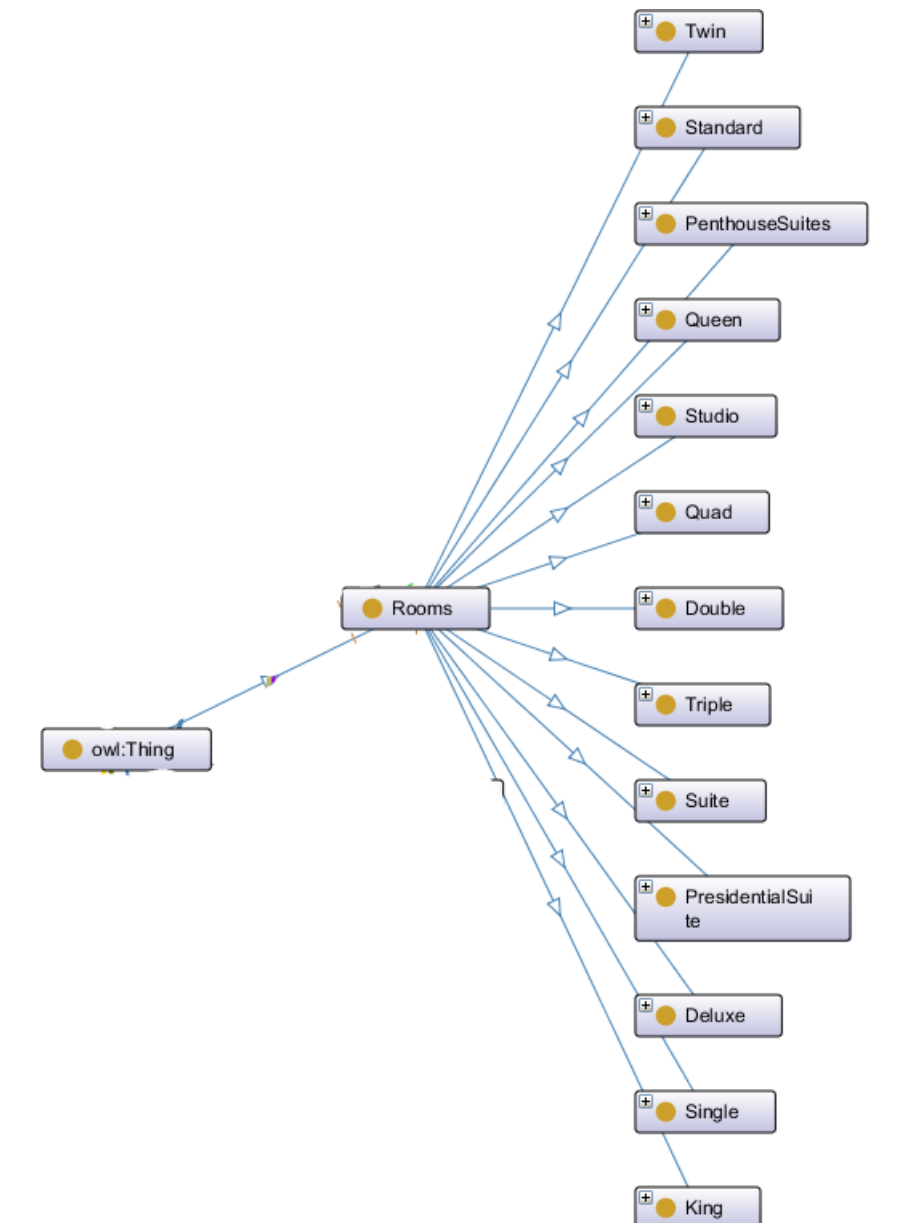 Twin
Standard
PenthouseSuites
Queen
Studio
Quad
Rooms
Double
Triple
owl:Thing
Suite
PresidentialSui
te
Deluxe
Single
King